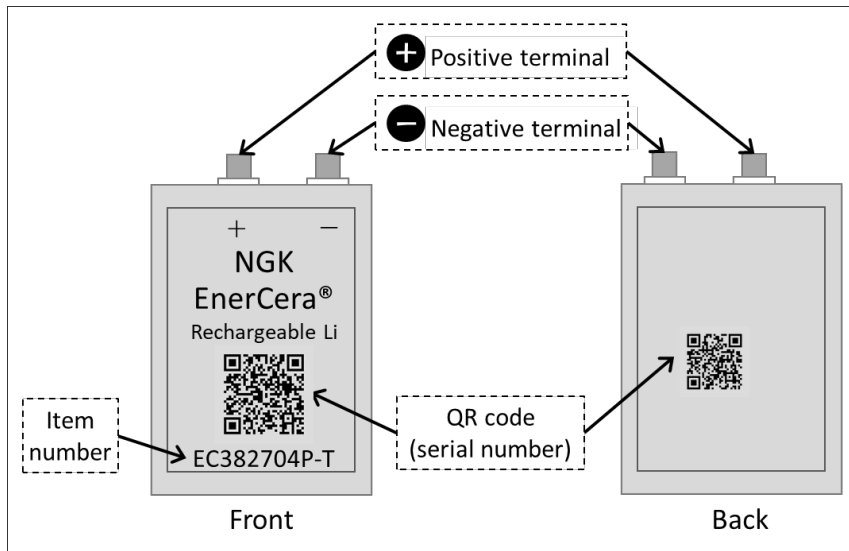 + Positive terminal
− Negative terminal
+ −
NGK
EnerCera®
Rechargeable Li
Item
number
EC382704P-T
QR code
(serial number)
Front
Back